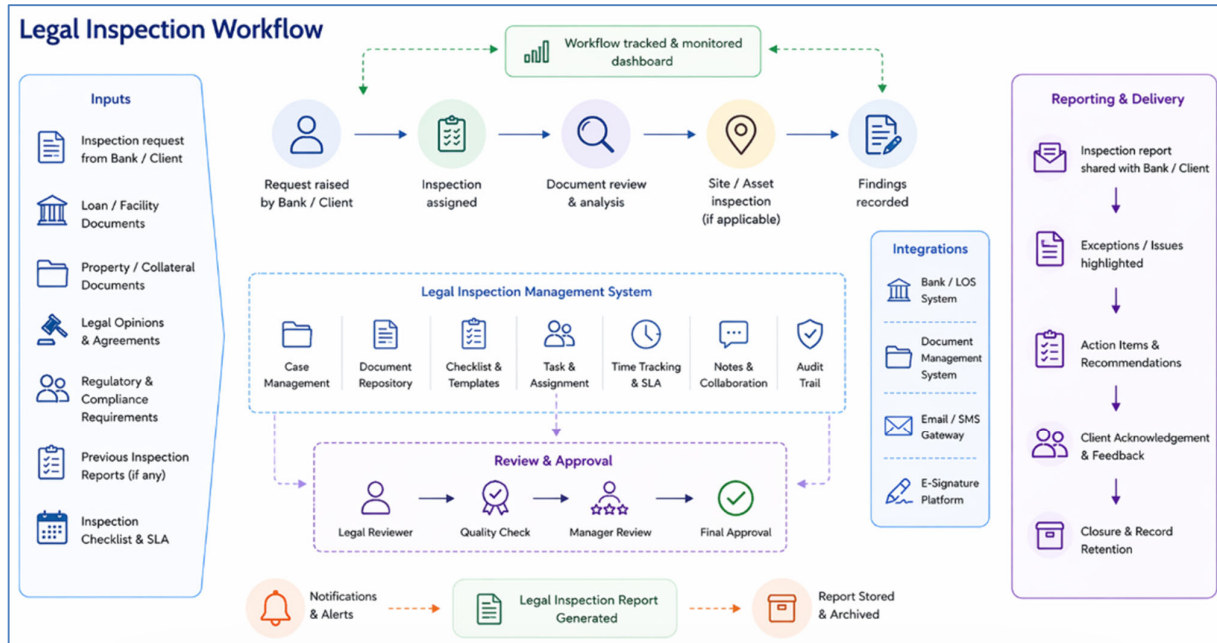 Legal Inspection Workflow
Workflow tracked & monitored
dashboard
Inputs
Inspection request
from Bank / Client
Loan / Facility
Documents
Property / Collateral
Documents
Legal Opinions
& Agreements
Regulatory &
Compliance
Requirements
Previous Inspection
Reports (if any)
Inspection
Checklist & SLA
Request raised
by Bank / Client
Inspection
assigned
Document review
& analysis
Site / Asset
inspection
(if applicable)
Findings
recorded
Legal Inspection Management System
Case
Management
Document
Repository
Checklist &
Templates
Task &
Assignment
Time Tracking
& SLA
Notes &
Collaboration
Audit
Trail
Review & Approval
Legal Reviewer
Quality Check
Manager Review
Final Approval
Notifications
& Alerts
Legal Inspection Report
Generated
Report Stored
& Archived
Integrations
Bank / LOS
System
Document
Management
System
Email / SMS
Gateway
E-Signature
Platform
Reporting & Delivery
Inspection report
shared with Bank / Client
Exceptions / Issues
highlighted
Action Items &
Recommendations
Client Acknowledgement
& Feedback
Closure & Record
Retention